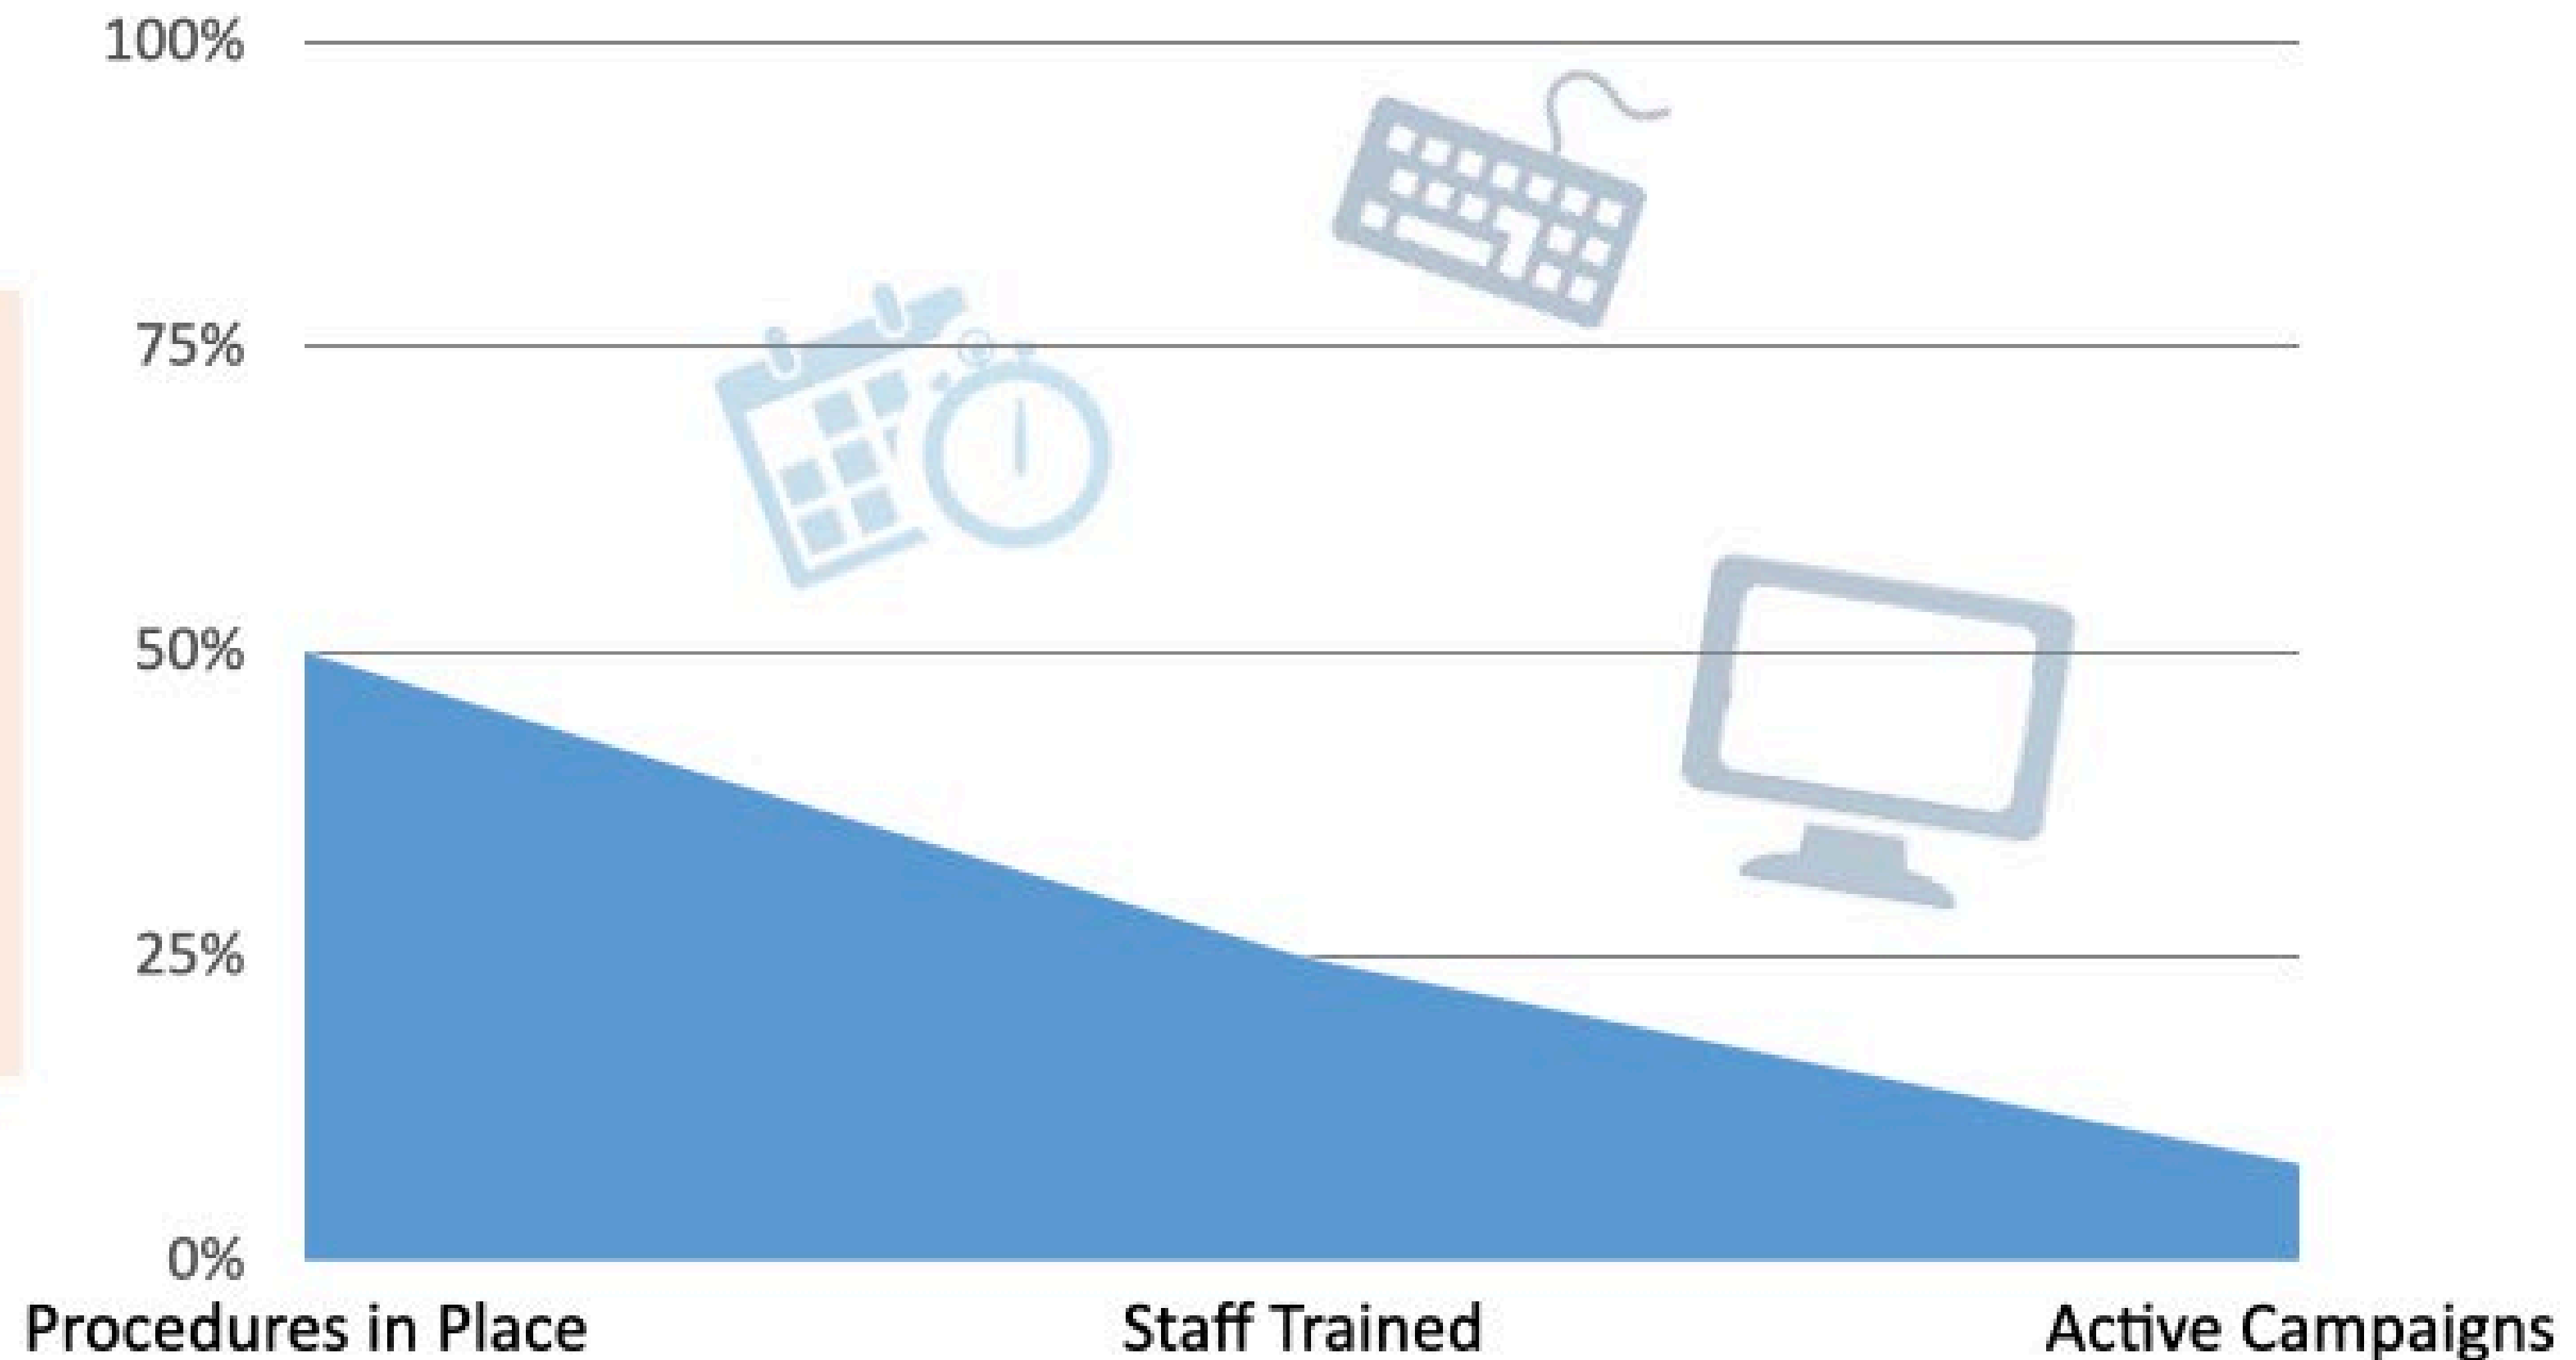 100%
75%
50%
25%
0%
Procedures in Place
Staff Trained
Active Campaigns